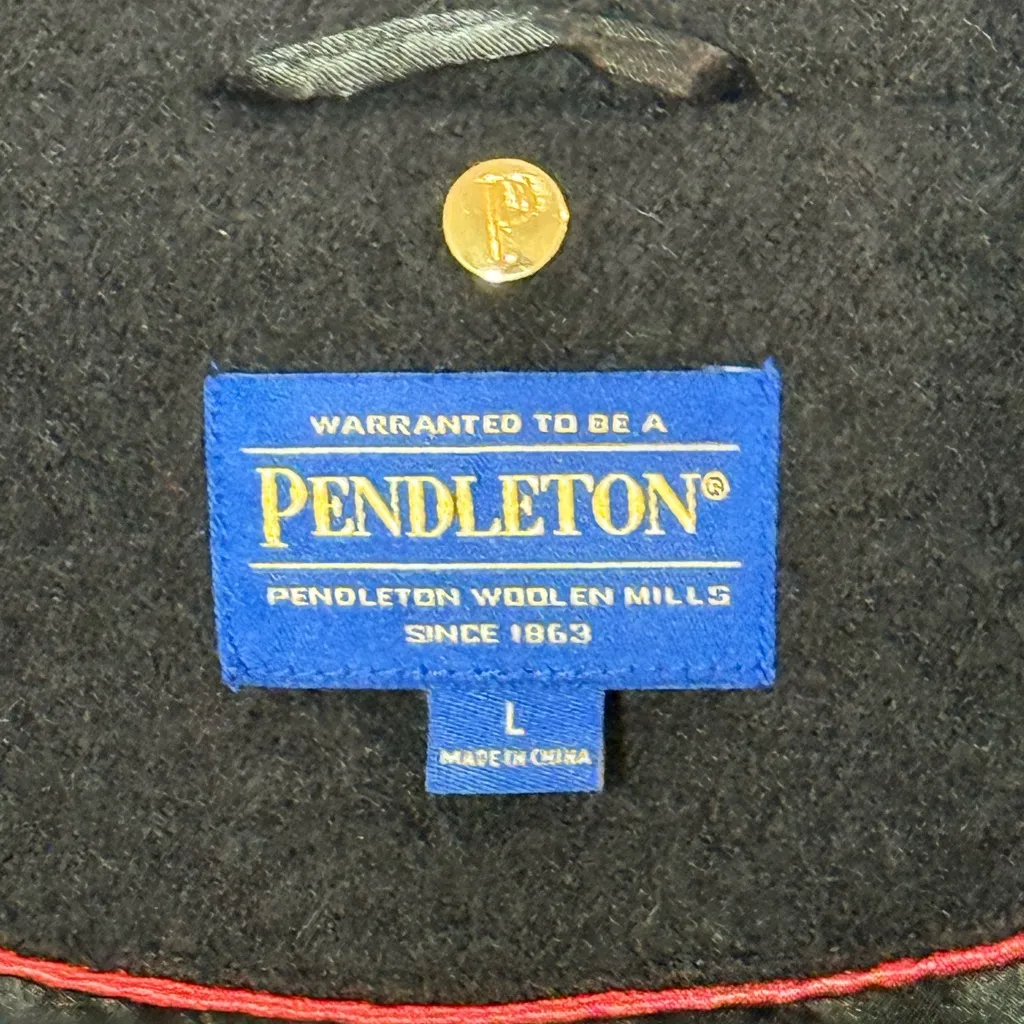 P
WARRANTED TO BE A
PENDLETON®
PENDLETON WOOLEN MILLS
SINCE 1863
L
MADE IN CHINA